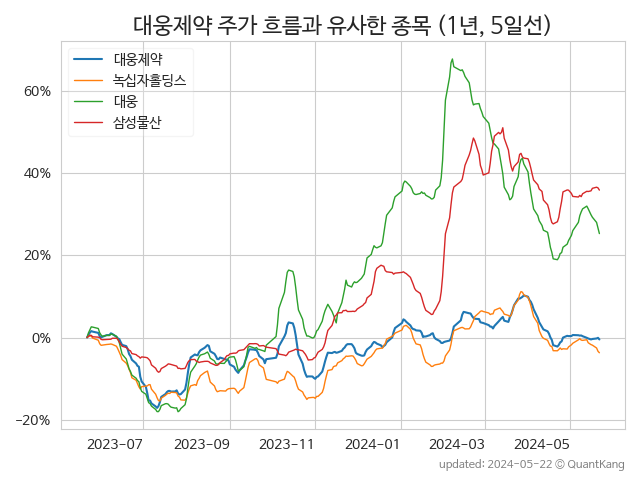 대웅제약 주가 흐름과 유사한 종목 (1년, 5일선)
대웅제약
녹십자홀딩스
대웅
삼성물산
60%
40%
20%
0%
−20%
2023-07 2023-09 2023-11 2024-01 2024-03 2024-05
updated: 2024-05-22 © QuantKang